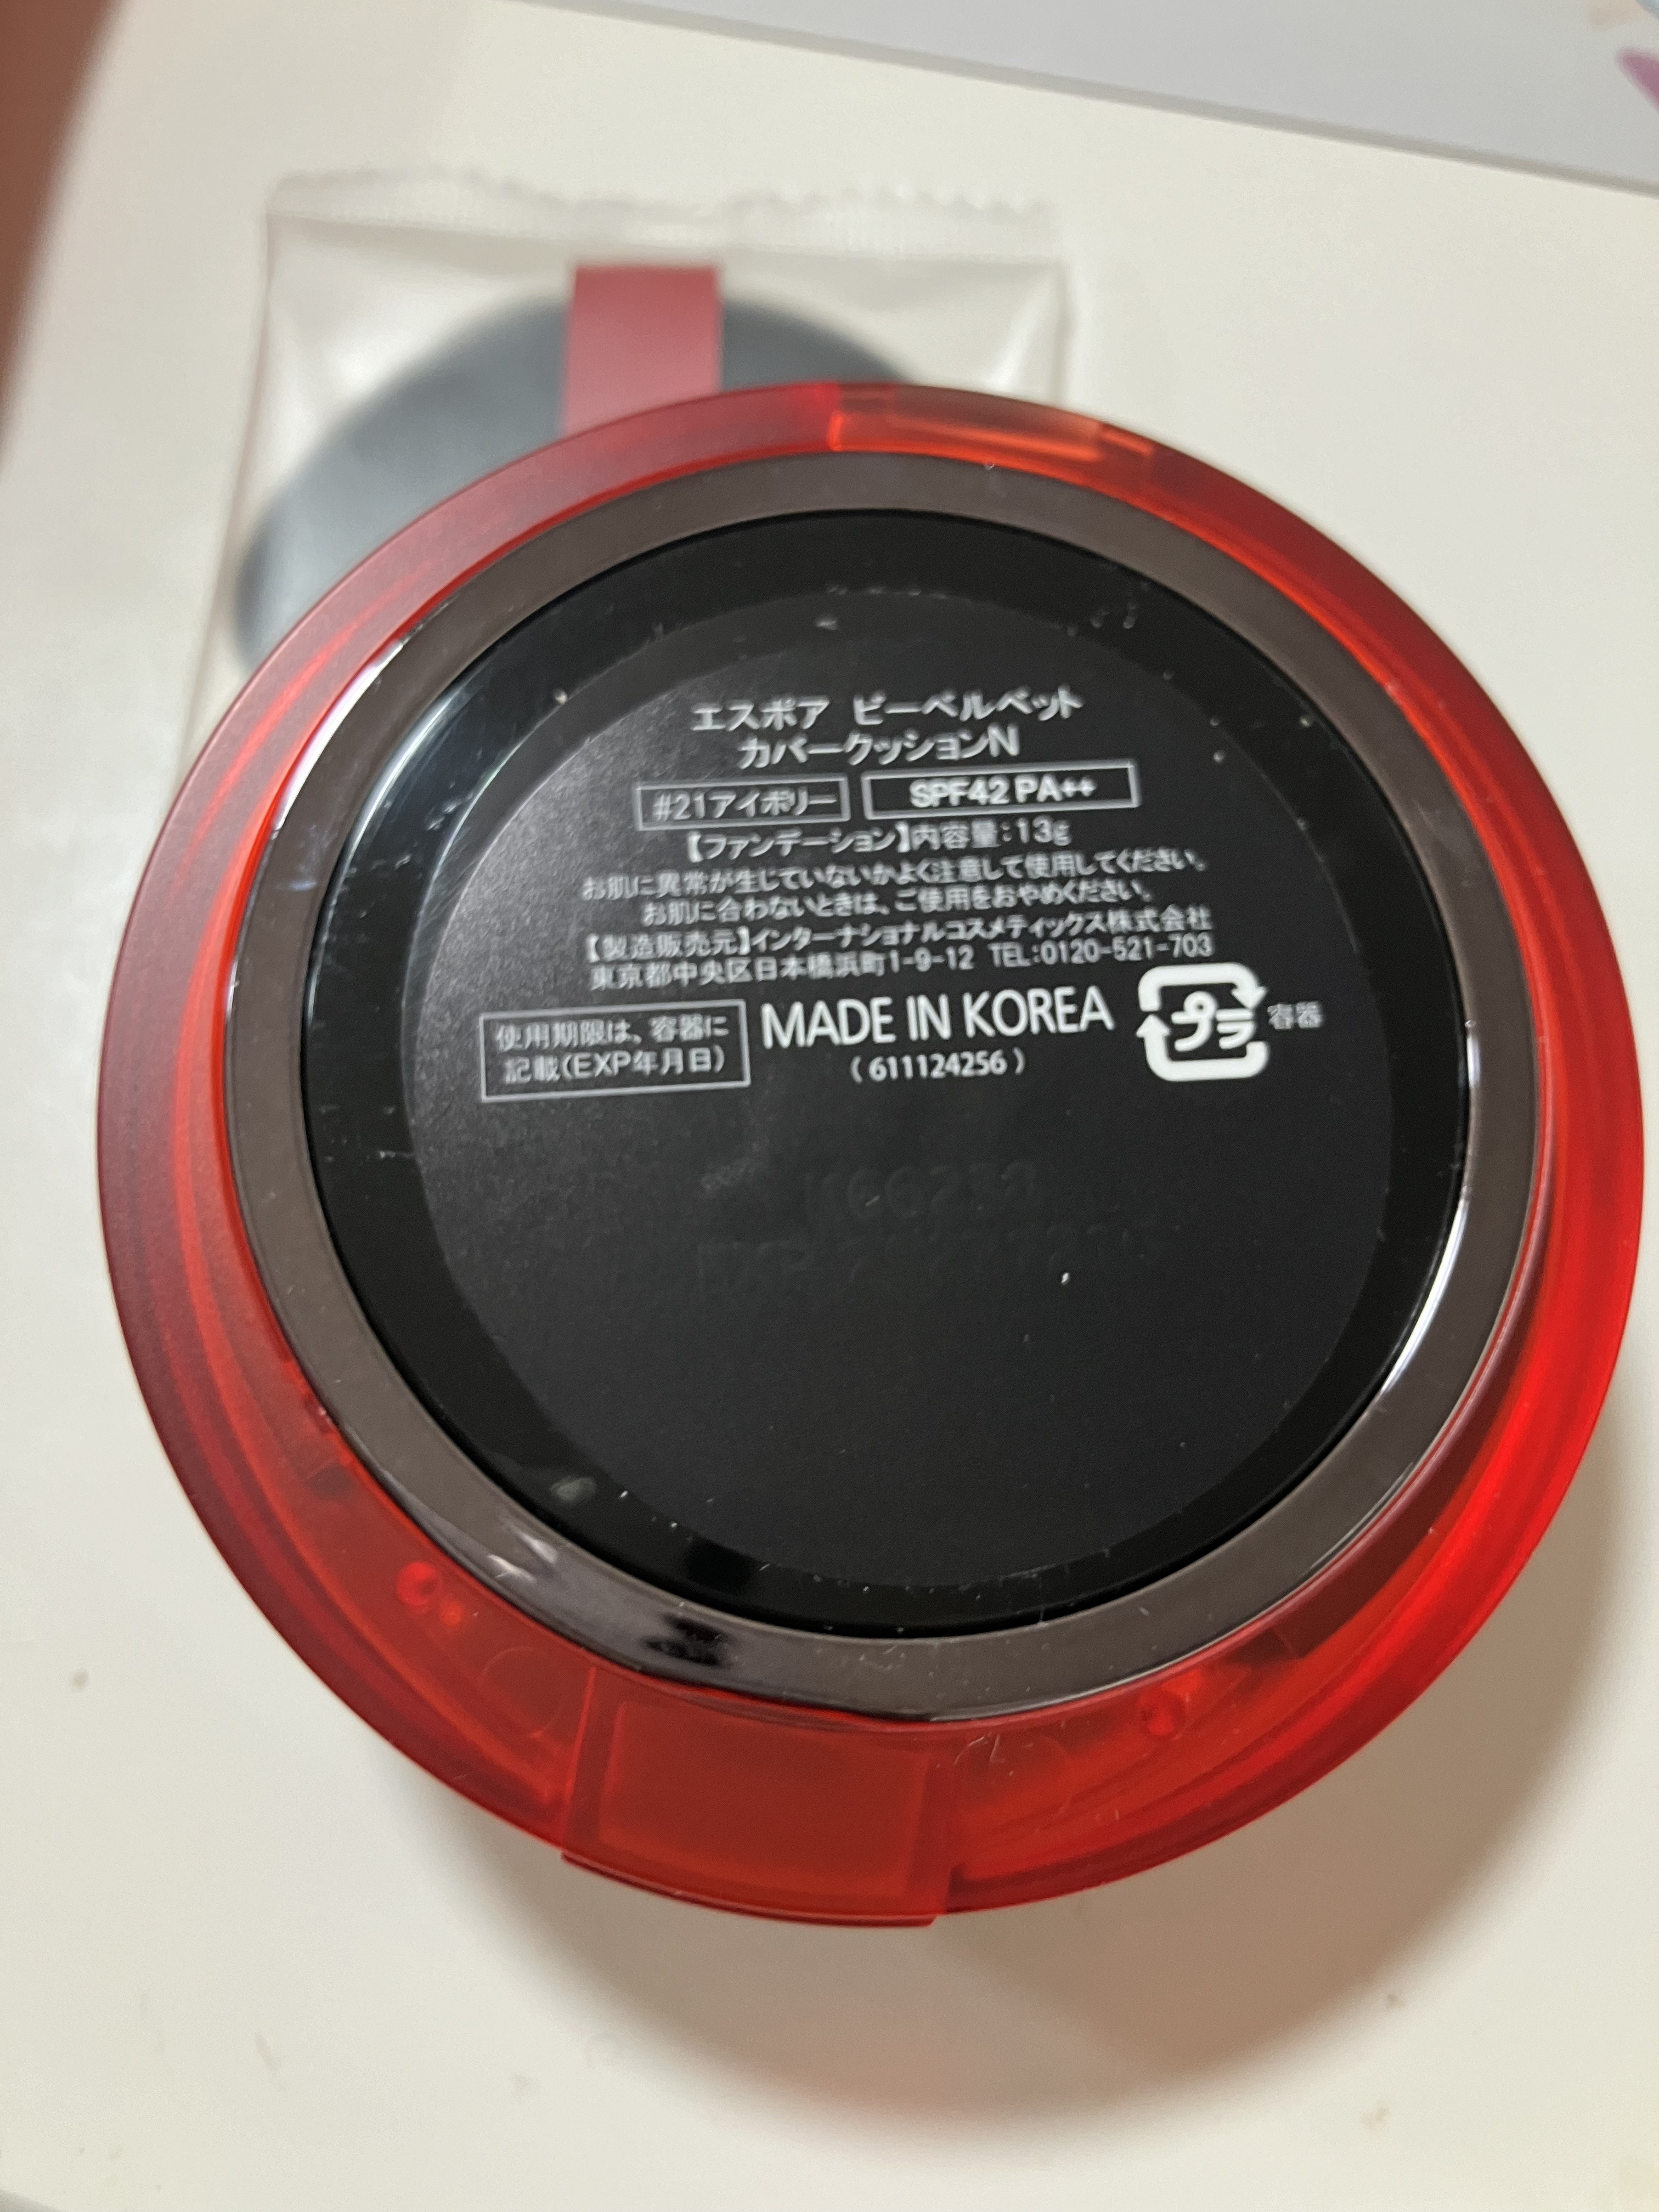 エスポア ビーベルベット
カバークッションN
#21アイボリー SPF42 PA++
【ファンデーション】内容量：13g
お肌に異常が生じていないかよく注意して使用してください。
お肌に合わないときは、ご使用をおやめください。
【製造販売元】インターナショナルコスメティックス株式会社
東京都中央区日本橋浜町1-9-12 TEL:0120-521-703
使用期限は、容器に
記載(EXP年月日)
MADE IN KOREA
(611124256)
プラ
容器